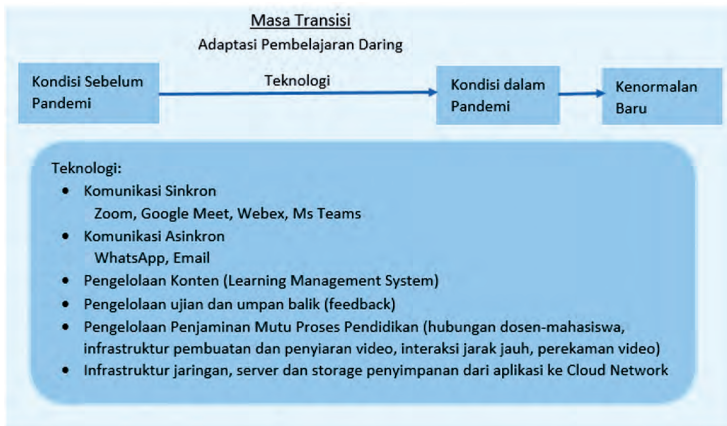 Masa Transisi
Adaptasi Pembelajaran Daring
Kondisi Sebelum
Pandemi
Teknologi
Kondisi dalam
Pandemi
Kenormalan
Baru
Teknologi:
• Komunikasi Sinkron
Zoom, Google Meet, Webex, Ms Teams
• Komunikasi Asinkron
WhatsApp, Email
• Pengelolaan Konten (Learning Management System)
• Pengelolaan ujian dan umpan balik (feedback)
• Pengelolaan Penjaminan Mutu Proses Pendidikan (hubungan dosen-mahasiswa,
infrastruktur pembuatan dan penyiaran video, interaksi jarak jauh, perekaman video)
• Infrastruktur jaringan, server dan storage penyimpanan dari aplikasi ke Cloud Network